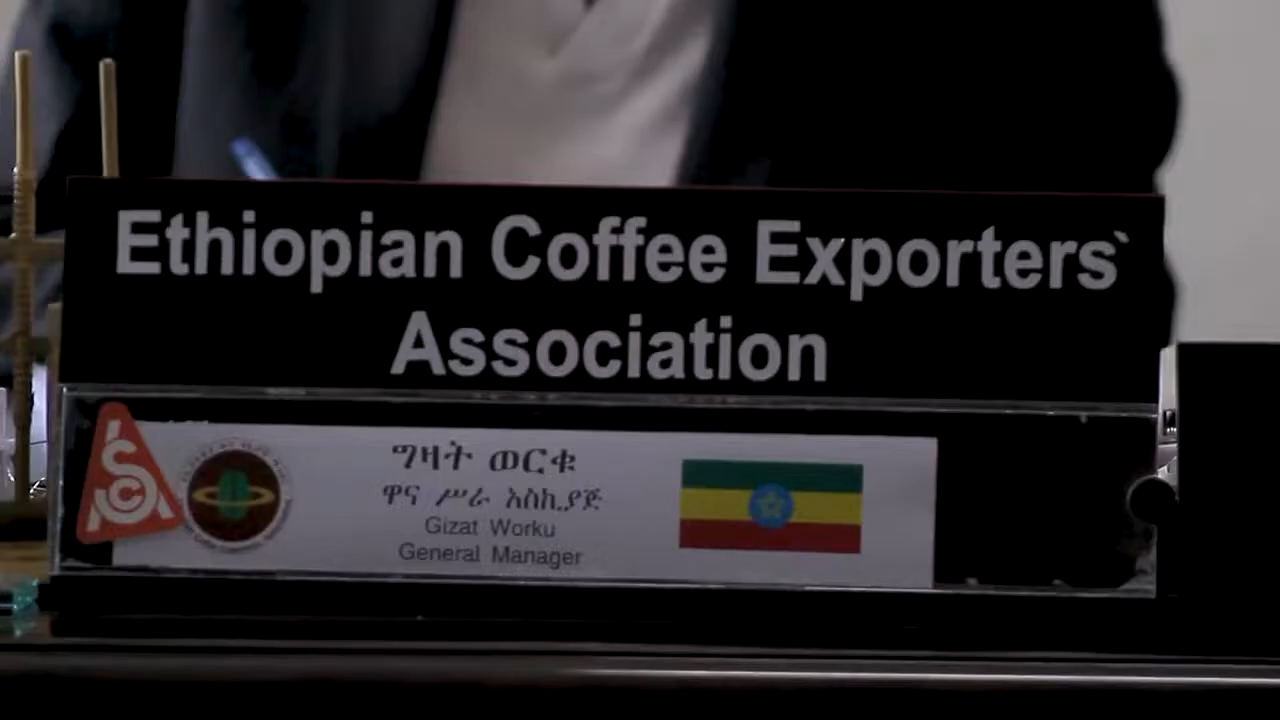 Ethiopian Coffee Exporters`
Association
ግዛት ወርቁ
ዋና ሥራ አስኪያጅ
Gizat Worku
General Manager